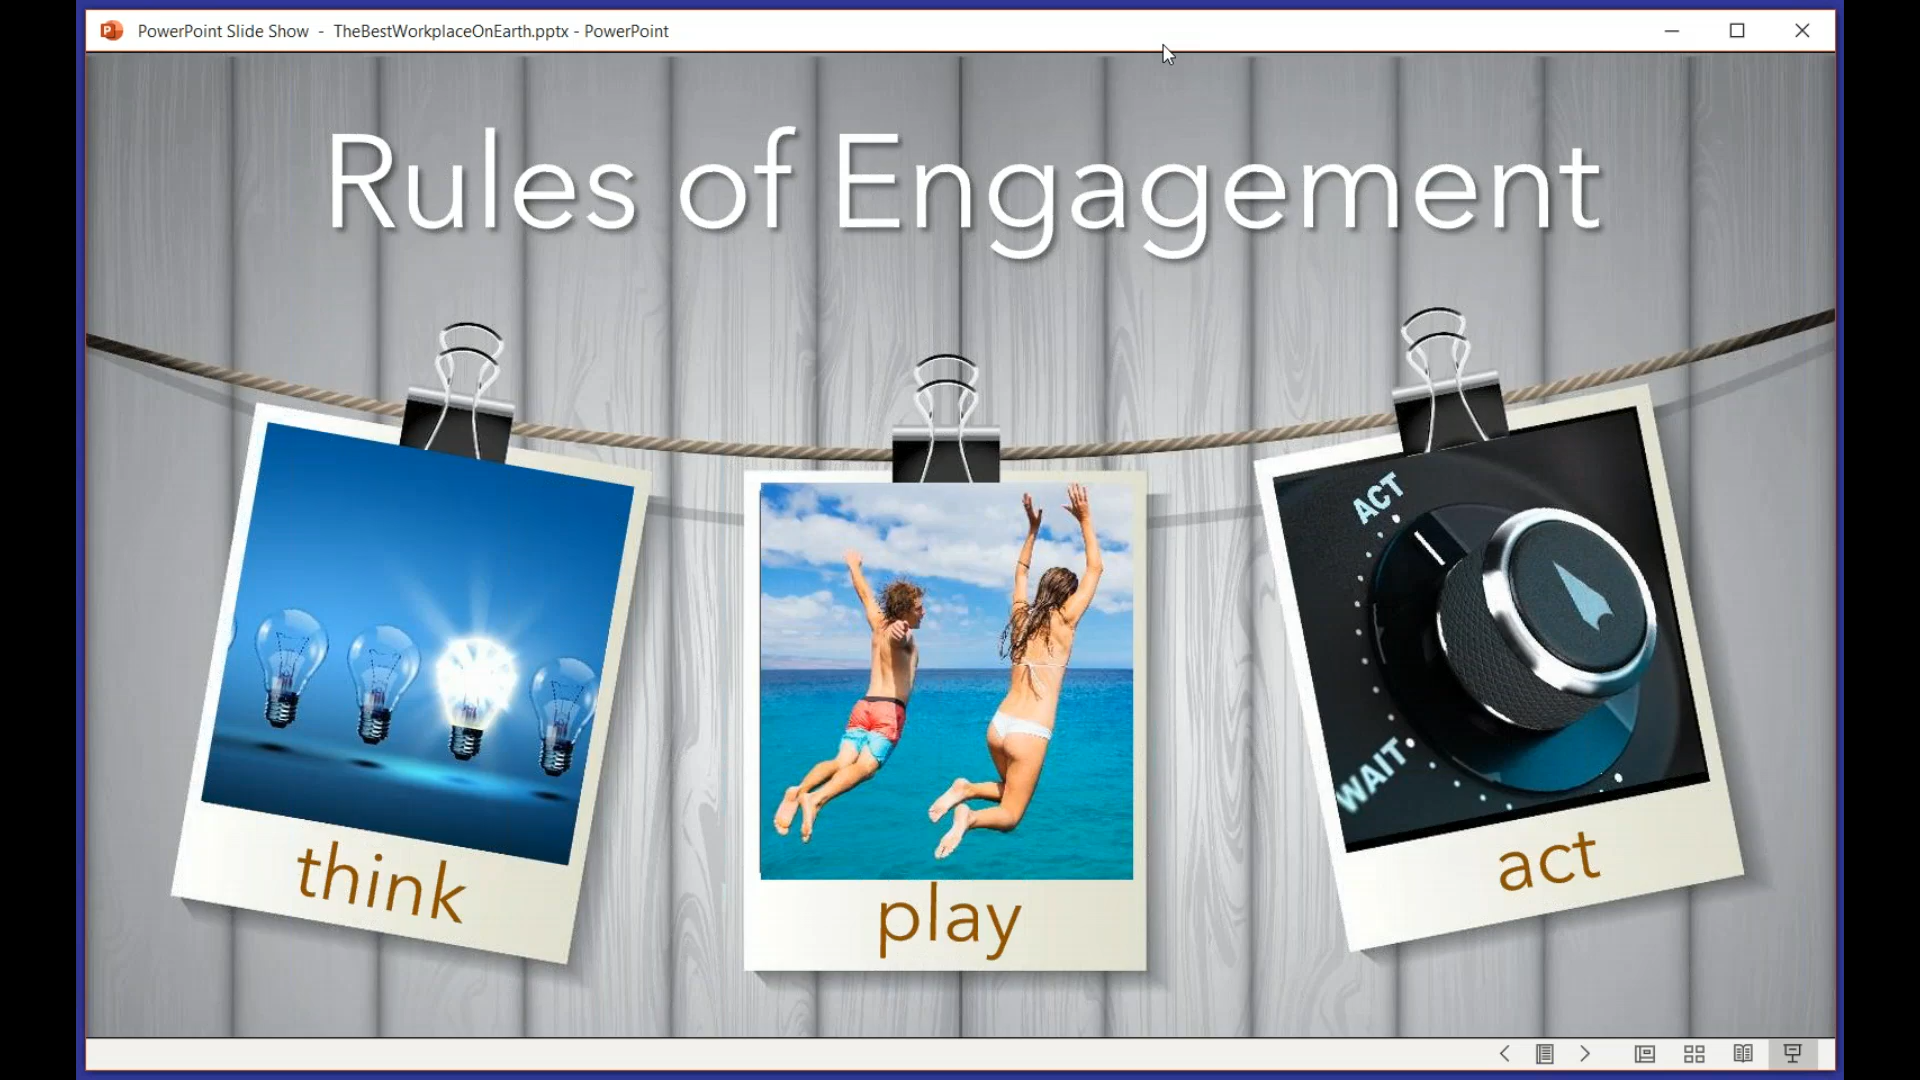 PowerPoint Slide Show - TheBestWorkplaceOnEarth.pptx - PowerPoint
Rules of Engagement
ACT
WAIT
think
play
act